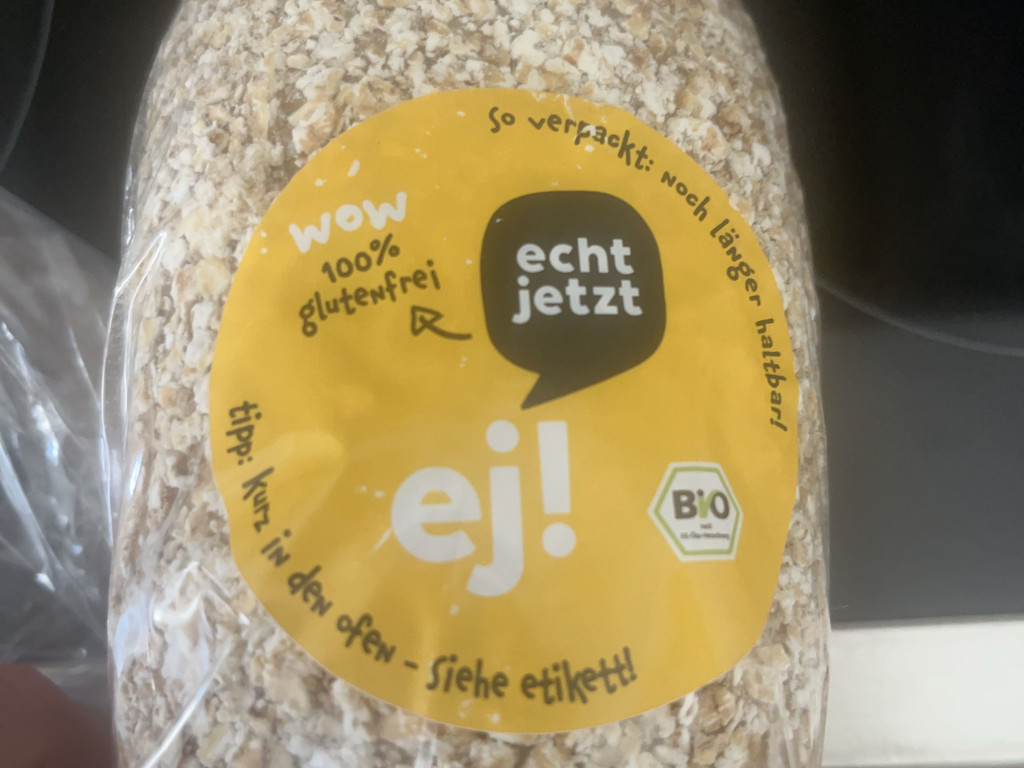 So verpackt: noch länger haltbar!
wow
100%
glutenfrei
echt
jetzt
ej!
BiO
tipp: kurz in den ofen – siehe etikett!